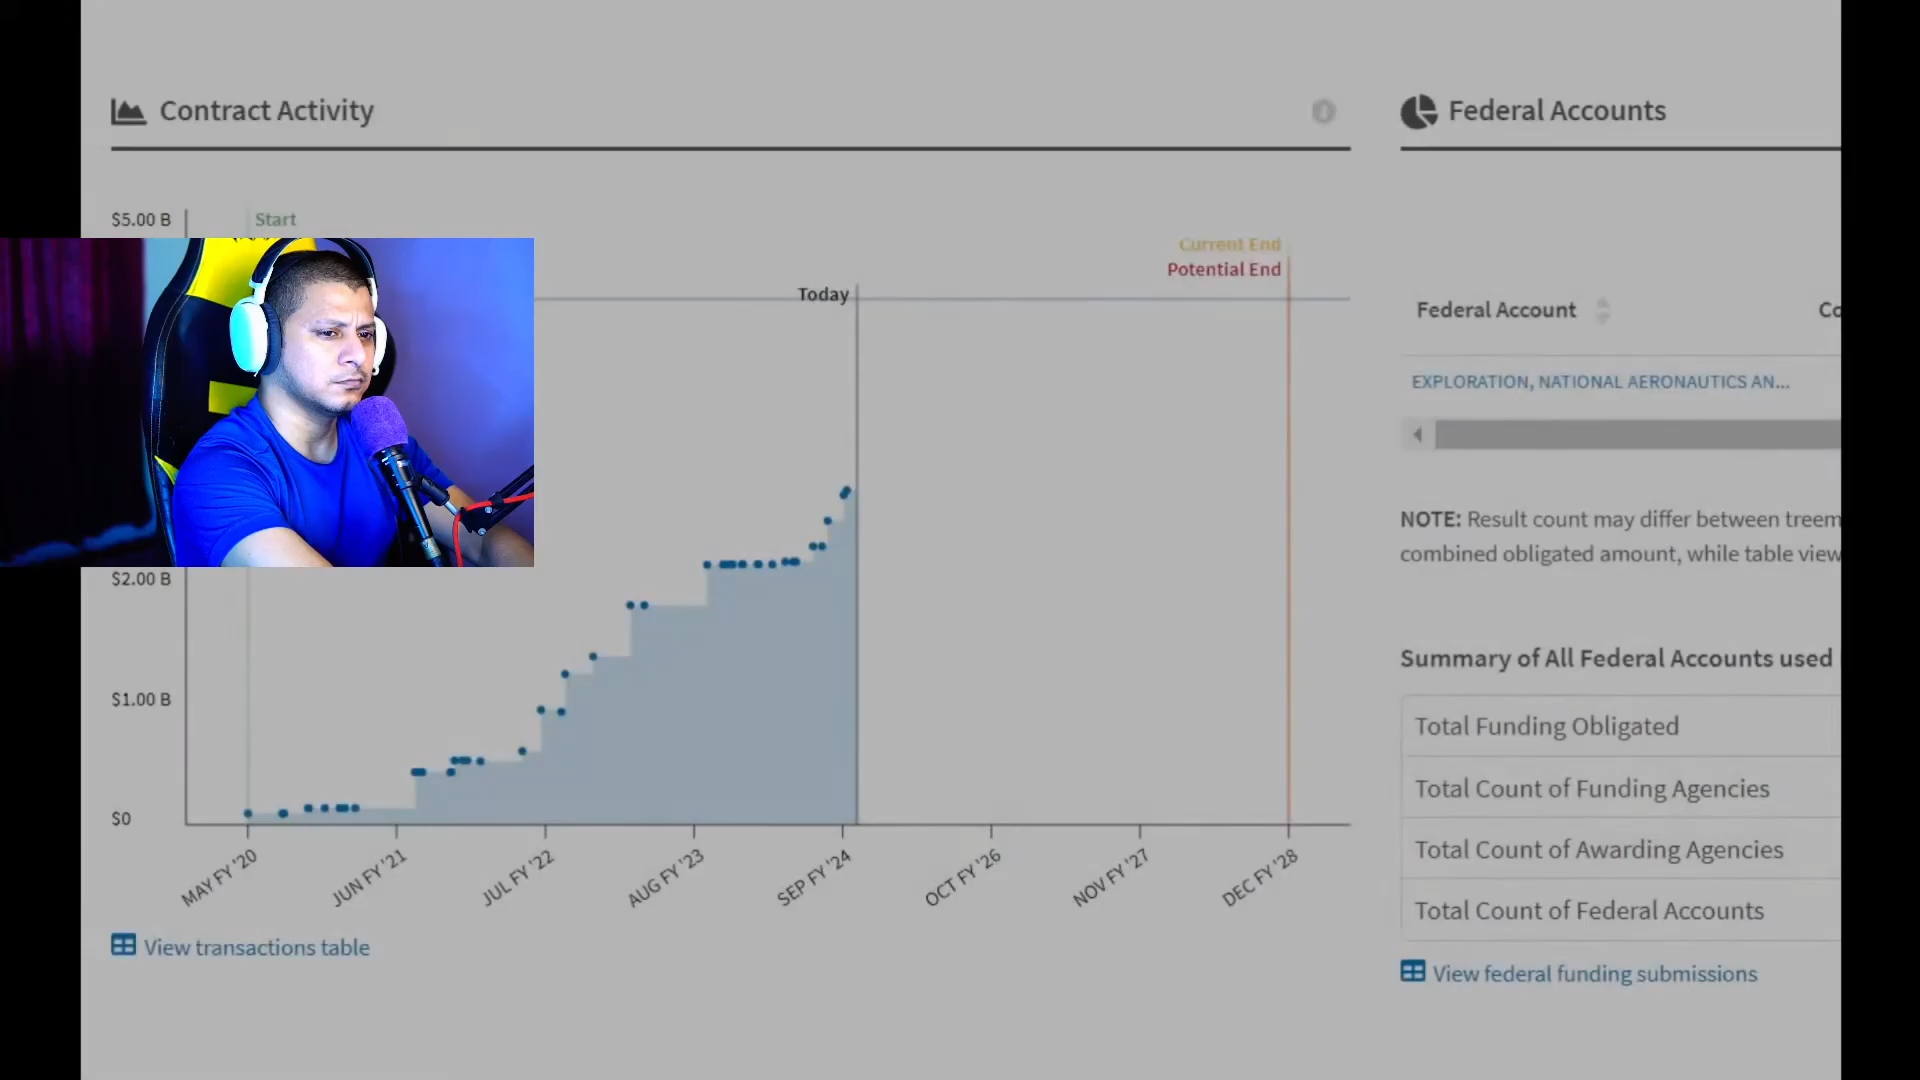 Contract Activity
$5.00 B
Start
Current End
Potential End
Today
$2.00 B
$1.00 B
$0
MAY FY '20
JUN FY '21
JUL FY '22
AUG FY '23
SEP FY '24
OCT FY '26
NOV FY '27
DEC FY '28
View transactions table
Federal Accounts
Federal Account
Co
EXPLORATION, NATIONAL AERONAUTICS AN...
NOTE: Result count may differ between treem
combined obligated amount, while table view
Summary of All Federal Accounts used
Total Funding Obligated
Total Count of Funding Agencies
Total Count of Awarding Agencies
Total Count of Federal Accounts
View federal funding submissions